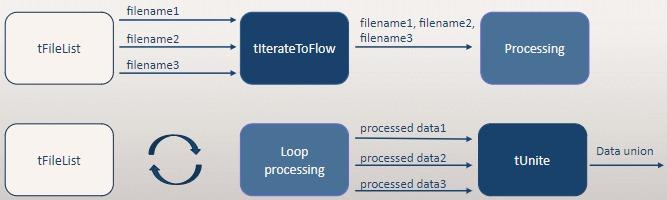 filename1
filename2
filename3
tFileList
tIterateToFlow
filename1, filename2,
filename3
Processing
tFileList
Loop
processing
processed data1
processed data2
processed data3
tUnite
Data union